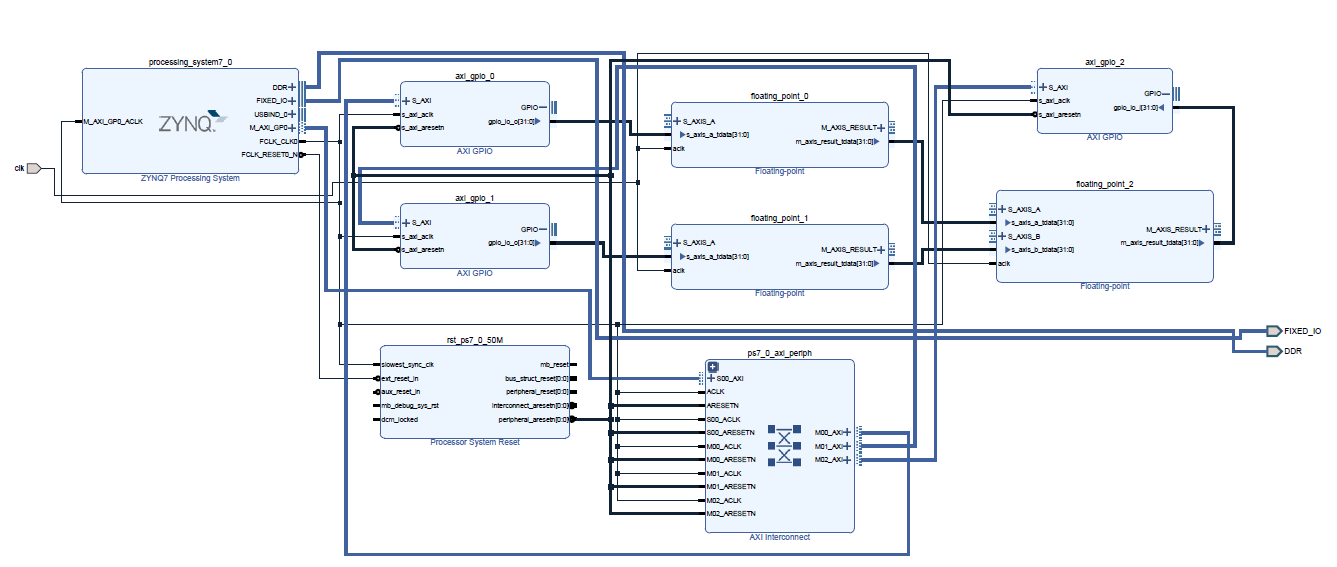 processing_system7_0
DDR
FIXED_IO
USBIND_0
M_AXI_GP0
FCLK_CLK0
FCLK_RESET0_N
M_AXI_GP0_ACLK
ZYNQ
ZYNQ7 Processing System
clk
axi_gpio_0
S_AXI
s_axi_aclk
s_axi_aresetn
GPIO
gpio_io_o[31:0]
AXI GPIO
axi_gpio_1
S_AXI
s_axi_aclk
s_axi_aresetn
GPIO
gpio_io_o[31:0]
AXI GPIO
floating_point_0
S_AXIS_A
s_axis_a_tdata[31:0]
aclk
M_AXIS_RESULT
m_axis_result_tdata[31:0]
Floating-point
floating_point_1
S_AXIS_A
s_axis_a_tdata[31:0]
aclk
M_AXIS_RESULT
m_axis_result_tdata[31:0]
Floating-point
axi_gpio_2
S_AXI
s_axi_aclk
s_axi_aresetn
GPIO
gpio_io_i[31:0]
AXI GPIO
floating_point_2
S_AXIS_A
s_axis_a_tdata[31:0]
S_AXIS_B
s_axis_b_tdata[31:0]
aclk
M_AXIS_RESULT
m_axis_result_tdata[31:0]
Floating-point
FIXED_IO
DDR
rst_ps7_0_50M
slowest_sync_clk
ext_reset_in
aux_reset_in
mb_debug_sys_rst
dcm_locked
mb_reset
bus_struct_reset[0:0]
peripheral_reset[0:0]
interconnect_aresetn[0:0]
peripheral_aresetn[0:0]
Processor System Reset
ps7_0_axi_periph
S00_AXI
ACLK
ARESETN
S00_ACLK
S00_ARESETN
M00_ACLK
M00_ARESETN
M01_ACLK
M01_ARESETN
M02_ACLK
M02_ARESETN
M00_AXI
M01_AXI
M02_AXI
AXI Interconnect